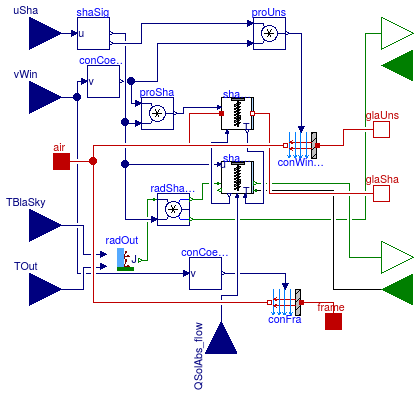 uSha
shaSig
u
proUns
conCoe...
v
vWin
proSha
sha
T
glaUns
air
conWin...
sha
T
glaSha
radSha...
TBlaSky
radOut
J
conCoe...
v
TOut
frame
conFra
QSolAbs_flow